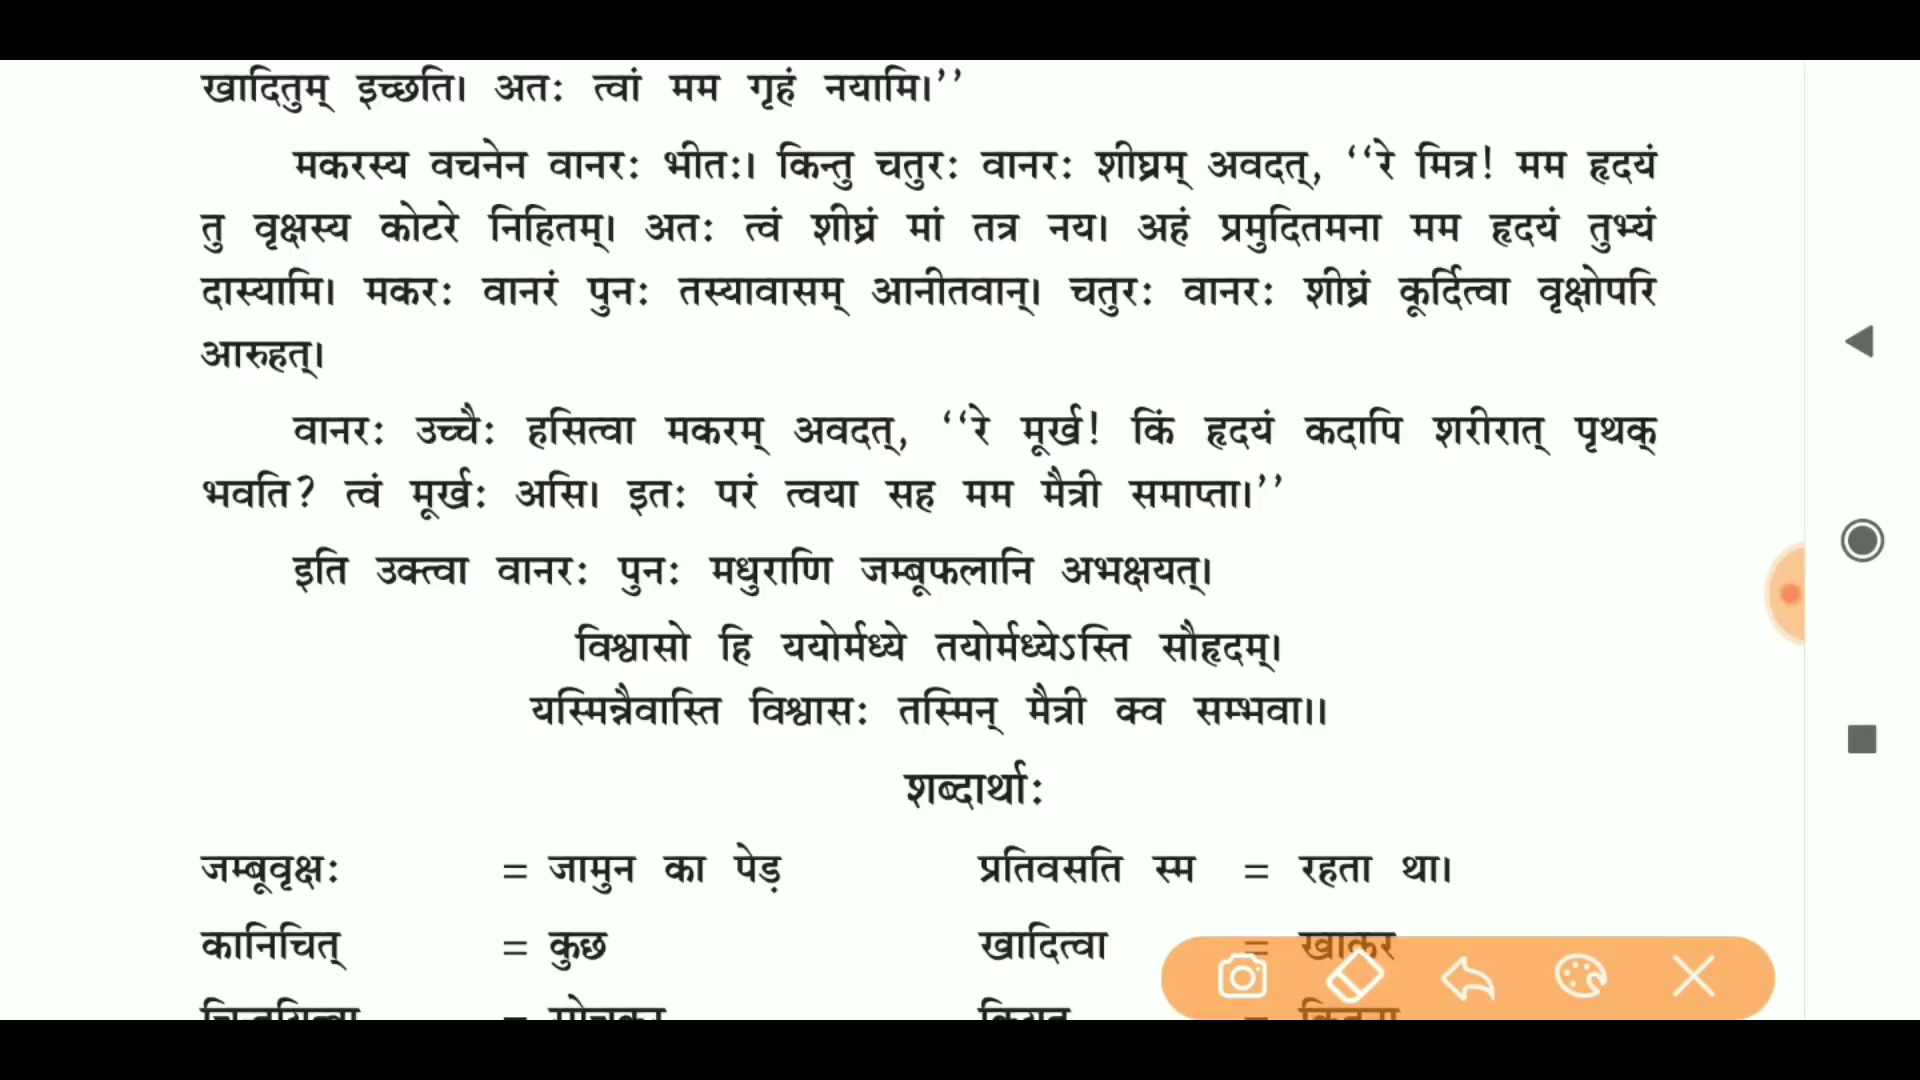 खादितुम् इच्छति। अतः त्वां मम गृहं नयामि।’’
मकरस्य वचनेन वानरः भीतः। किन्तु चतुरः वानरः शीघ्रम् अवदत्, ‘‘रे मित्र! मम हृदयं
तु वृक्षस्य कोटरे निहितम्। अतः त्वं शीघ्रं मां तत्र नय। अहं प्रमुदितमना मम हृदयं तुभ्यं
दास्यामि। मकरः वानरं पुनः तस्यावासम् आनीतवान्। चतुरः वानरः शीघ्रं कूर्दित्वा वृक्षोपरि
आरुहत्।
वानरः उच्चैः हसित्वा मकरम् अवदत्, ‘‘रे मूर्ख! किं हृदयं कदापि शरीरात् पृथक्
भवति? त्वं मूर्खः असि। इतः परं त्वया सह मम मैत्री समाप्ता।’’
इति उक्त्वा वानरः पुनः मधुराणि जम्बूफलानि अभक्षयत्।
विश्वासो हि ययोर्मध्ये तयोर्मध्येऽस्ति सौहृदम्।
यस्मिन्नैवास्ति विश्वासः तस्मिन् मैत्री क्व सम्भवा।।
शब्दार्थाः
जम्बूवृक्षः = जामुन का पेड़ प्रतिवसति स्म = रहता था।
कानिचित् = कुछ खादित्वा = खाकर